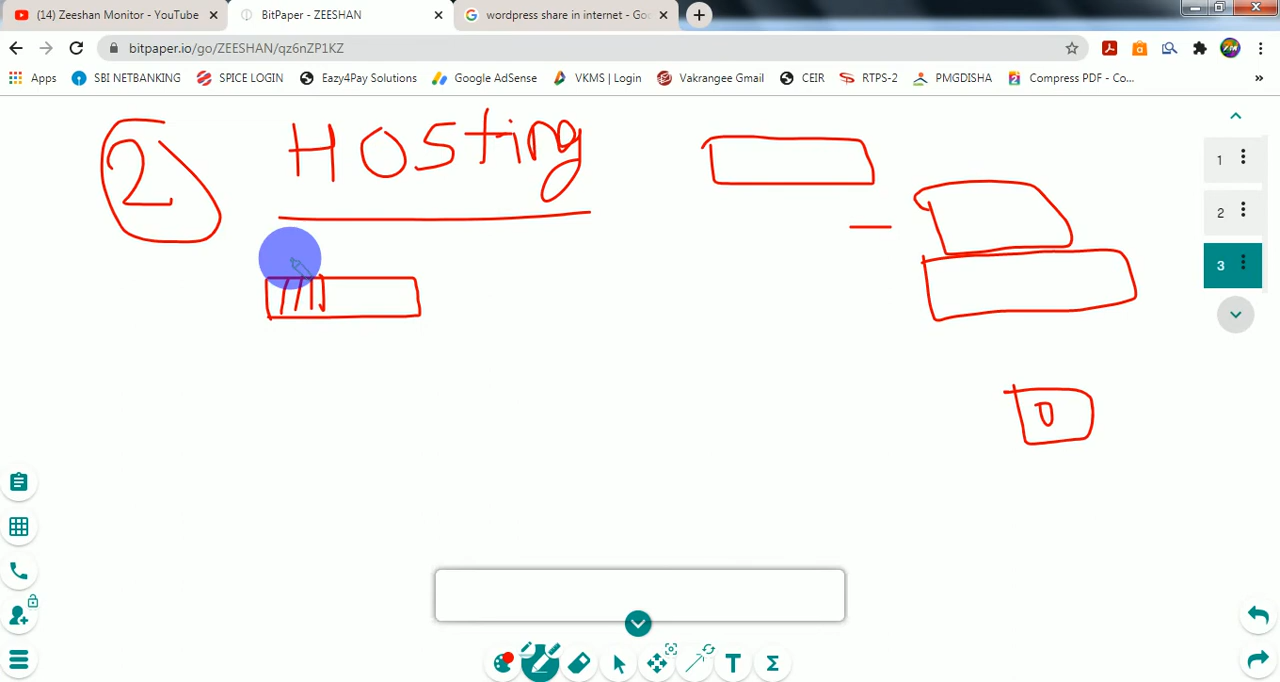 (14) Zeeshan Monitor - YouTube
BitPaper - ZEESHAN
wordpress share in internet - Go
bitpaper.io/go/ZEESHAN/qz6nZP1KZ
Apps
SBI NETBANKING
SPICE LOGIN
Eazy4Pay Solutions
Google AdSense
VKMS | Login
Vakrangee Gmail
CEIR
RTPS-2
PMGDISHA
Compress PDF - Co...
»
2
HOSting
0
1
2
3
T
Σ